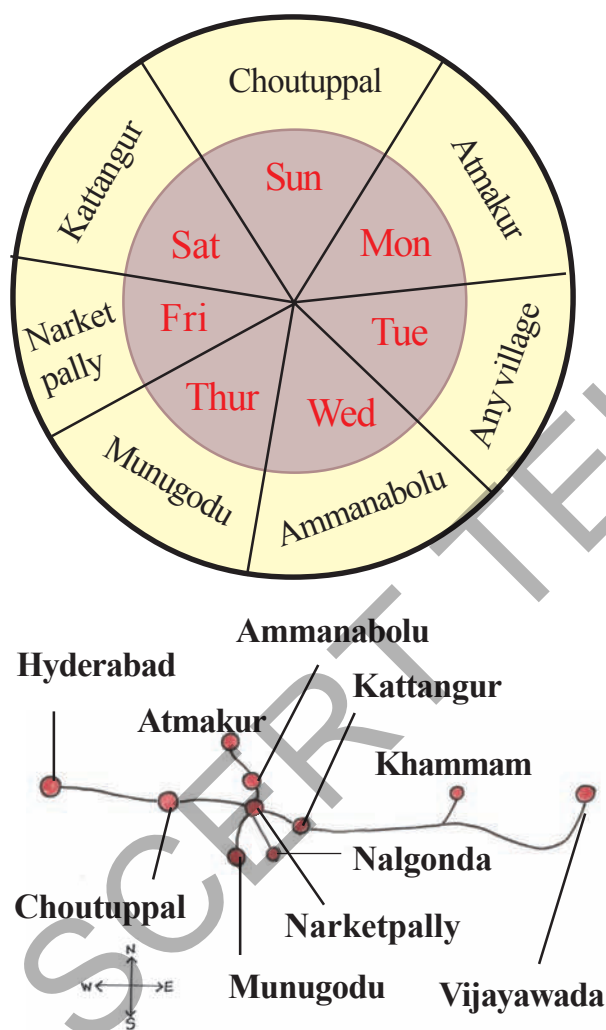 Choutuppal
Sun
Atmakur
Mon
Any village
Tue
Ammanabolu
Wed
Munugodu
Thur
Narket
pally
Fri
Kattangur
Sat
Ammanabolu
Hyderabad
Kattangur
Atmakur
Khammam
Nalgonda
Choutuppal
Narketpally
Munugodu
Vijayawada
N
W E
S
SCERT TE